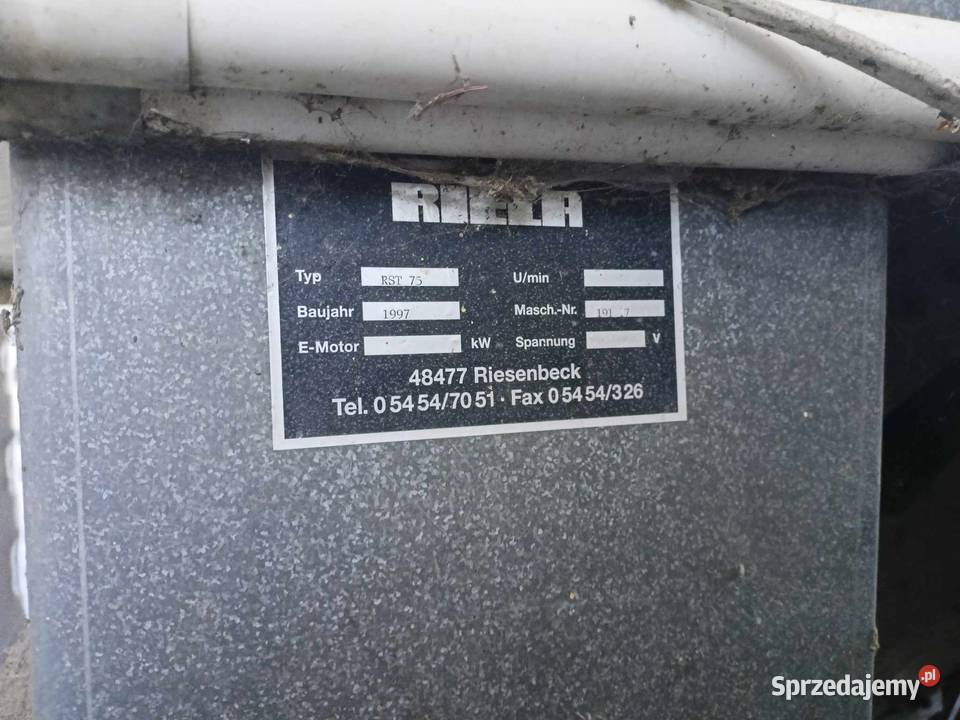 RIELA
Typ RST 75 U/min
Baujahr 1997 Masch.-Nr.
E-Motor kW Spannung V
48477 Riesenbeck
Tel. 0 54 54/70 51 · Fax 0 54 54/3 26
Sprzedajemy.pl